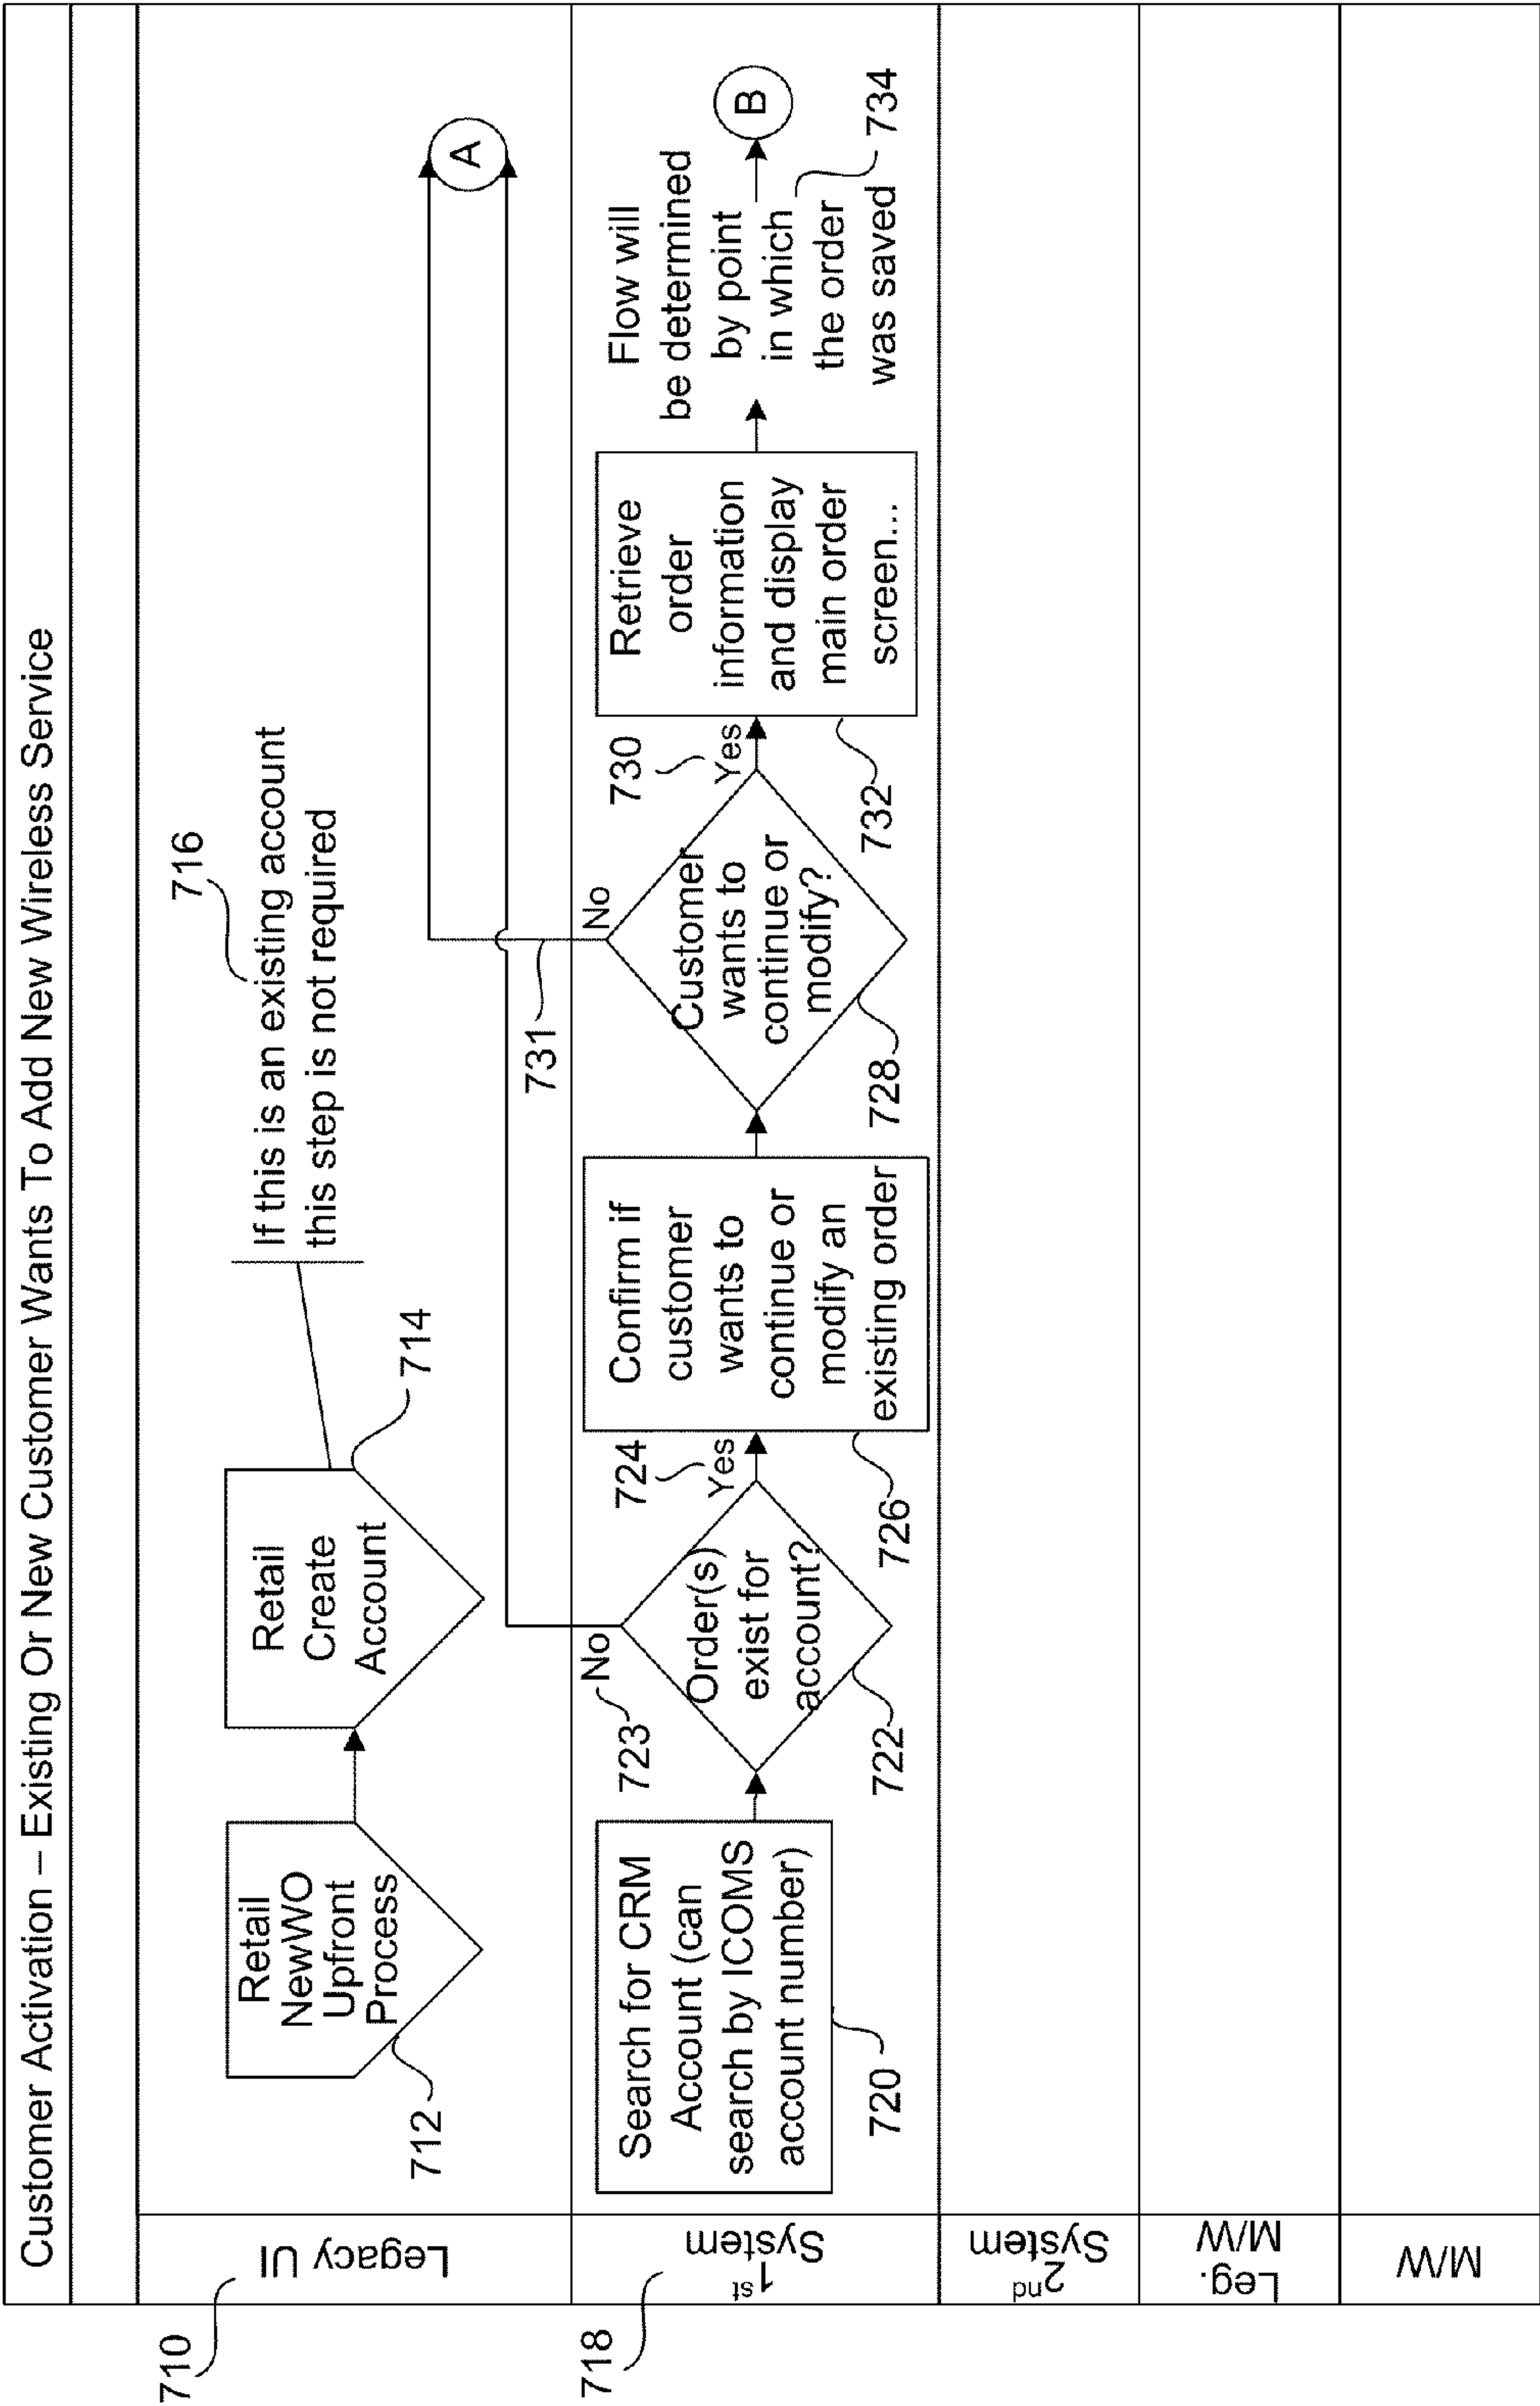 Customer Activation – Existing Or New Customer Wants To Add New Wireless Service
710
Legacy UI
Retail
NewWO
Upfront
Process
712
Retail
Create
Account
714
716
If this is an existing account
this step is not required
A
718
1st
System
Search for CRM
Account (can
search by ICOMS
account number)
720
Order(s)
exist for
account?
722
No
723
Yes
724
Confirm if
customer
wants to
continue or
modify an
existing order
726
Customer
wants to
continue or
modify?
728
No
731
730
Yes
Retrieve
order
information
and display
main order
screen...
732
Flow will
be determined
by point
in which
the order
was saved
734
B
2nd
System
Leg.
M/W
M/W